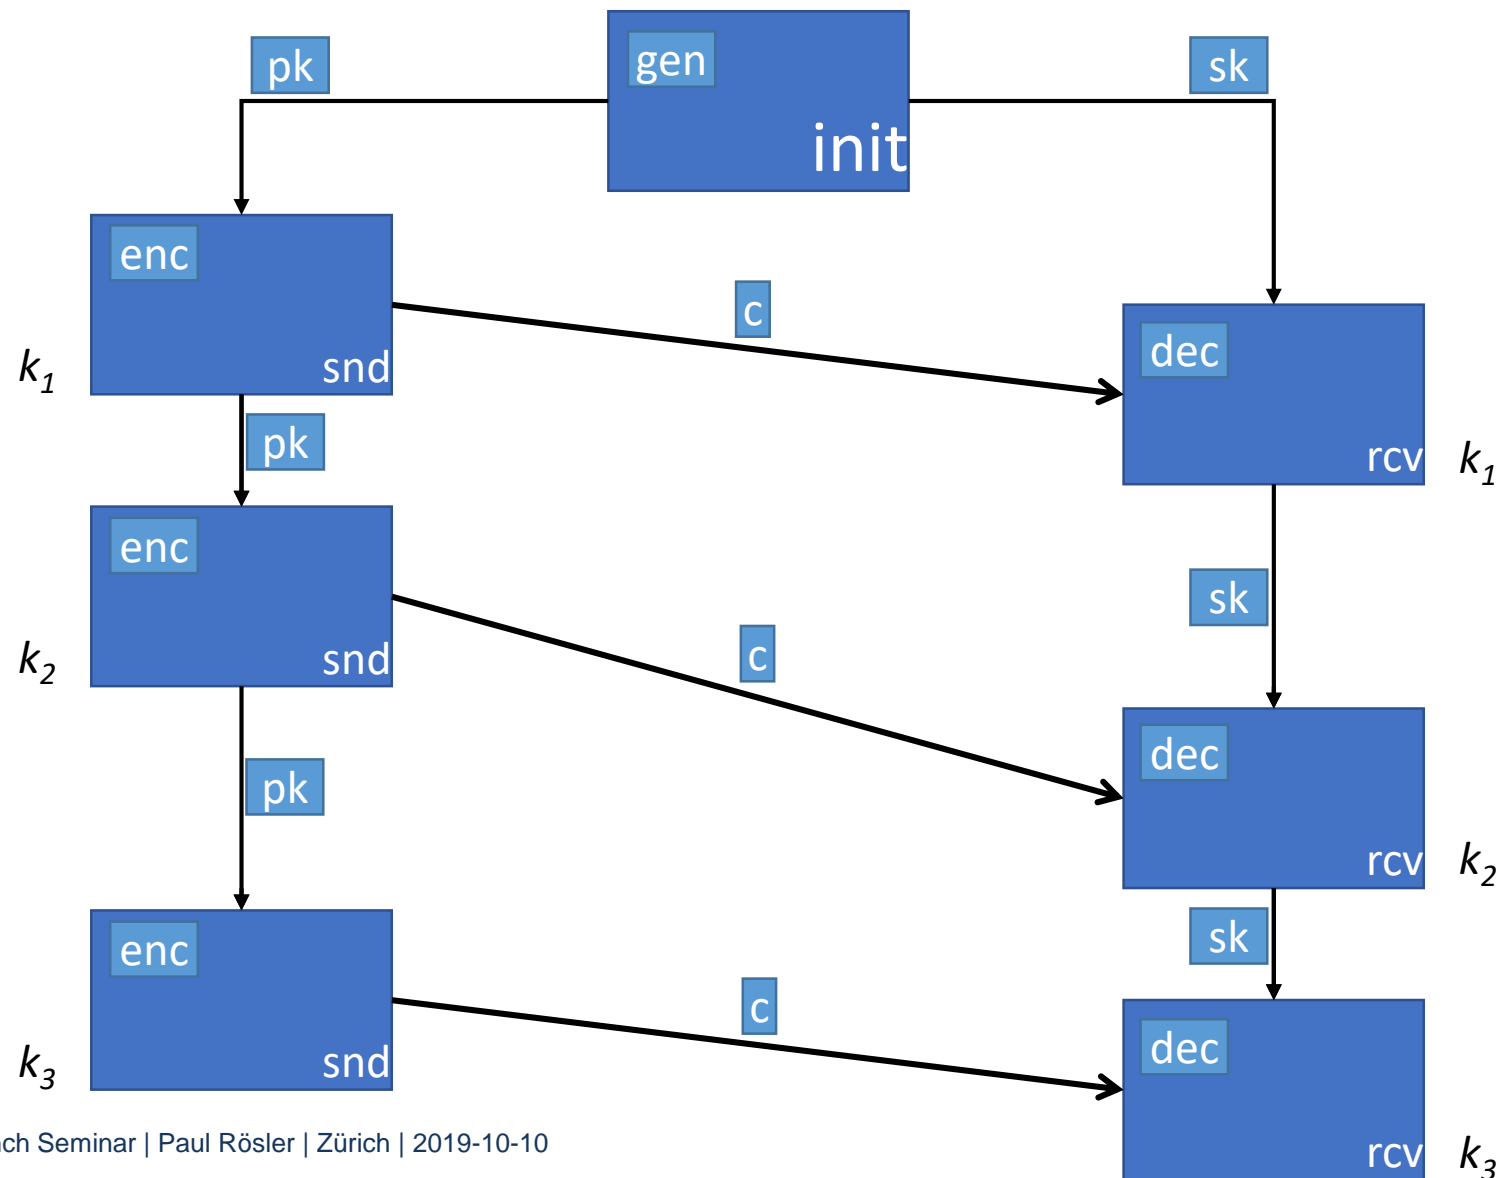 pk
gen
sk
init
enc
c
dec
k₁
snd
pk
rcv
k₁
enc
sk
c
k₂
snd
dec
pk
rcv
k₂
enc
sk
c
dec
k₃
snd
Seminar | Paul Rösler | Zürich | 2019-10-10
rcv
k₃